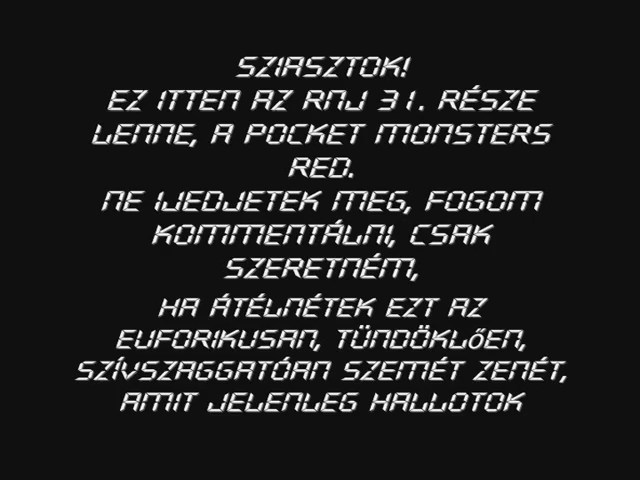 SZIASZTOK!
EZ ITTEN AZ RNJ 31. RÉSZE
LENNE, A POCKET MONSTERS
RED.
NE IJEDJETEK MEG, FOGOM
KOMMENTÁLNI, CSAK
SZERETNÉM,
HA ÁTÉLNÉTEK EZT AZ
EUFORIKUSAN, TÜNDÖKLŐEN,
SZÍVSZAGGATÓAN SZEMÉT ZENÉT,
AMIT JELENLEG HALLOTOK